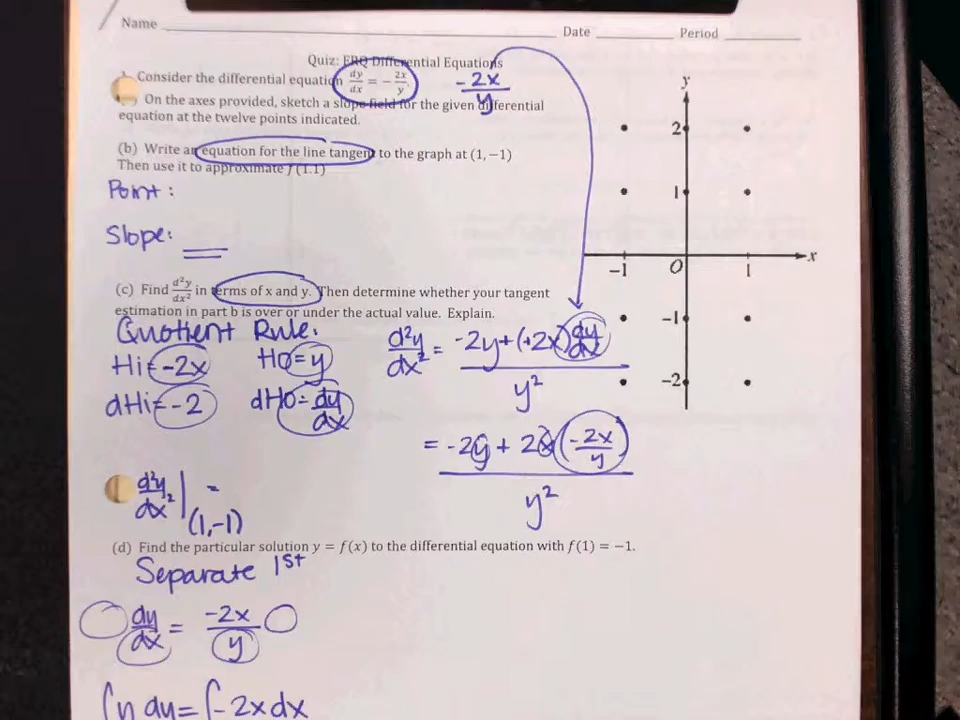 Name ____ Date ____ Period ____
Quiz: FRQ Differential Equations
Consider the differential equation dy/dx = −2x/y. -2x/y
On the axes provided, sketch a slope field for the given differential
equation at the twelve points indicated.
(b) Write an equation for the line tangent to the graph at (1, −1)
Then use it to approximate f(1.1)
Point:
Slope: ____
(c) Find d²y/dx² in terms of x and y. Then determine whether your tangent
estimation in part b is over or under the actual value. Explain.
Quotient Rule:
Hi = -2x HO = y
dHi = -2 dHO = dy/dx
d²y/dx² = -2y + (+2x) dy/dx / y²
= -2y + 2x (-2x/y) / y²
d²y/dx² | (1,-1) =
(d) Find the particular solution y = f(x) to the differential equation with f(1) = −1.
Separate 1st
dy/dx = -2x/y
∫y dy = ∫-2x dx
y
2
1
−1 O 1 x
−1
−2